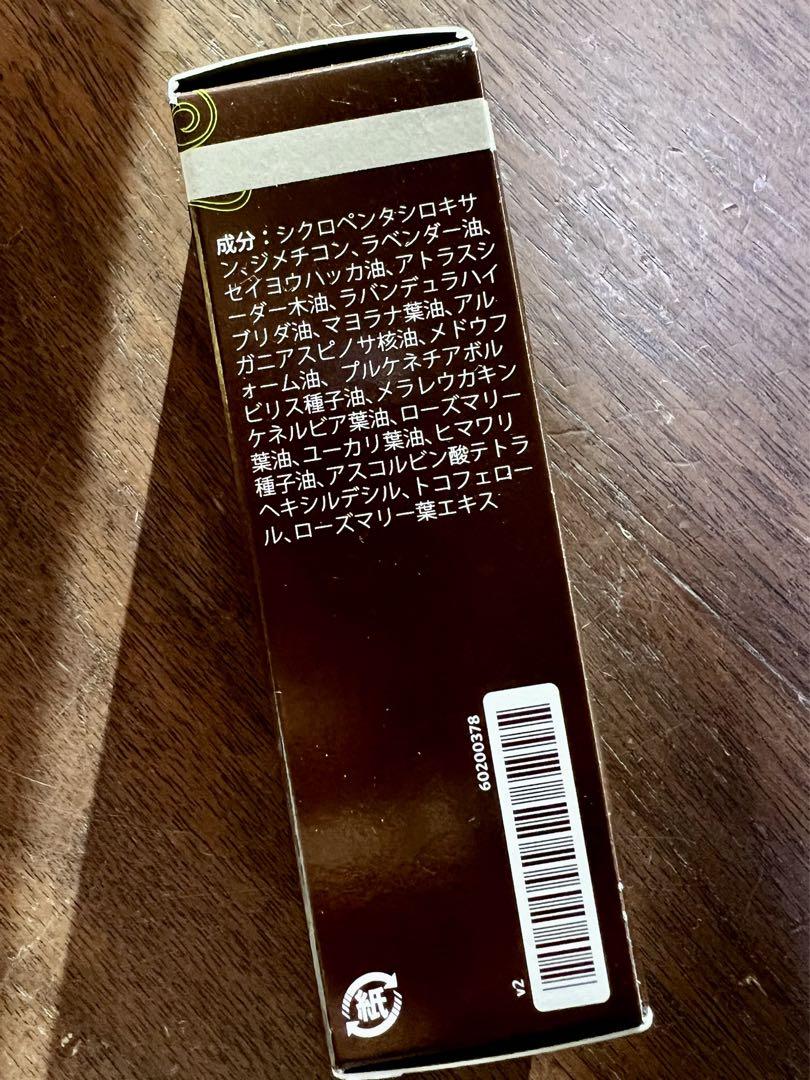 成分：シクロペンタシロキサ
ン、ジメチコン、ラベンダー油、
セイヨウハッカ油、アトラスシ
ーダー木油、ラバンデュラハイ
ブリダ油、マヨラナ葉油、アル
ガニアスピノサ核油、メドウフ
ォーム油、プルケネチアボル
ビリス種子油、メラレウカキン
ケネルビア葉油、ローズマリー
葉油、ユーカリ葉油、ヒマワリ
種子油、アスコルビン酸テトラ
ヘキシルデシル、トコフェロー
ル、ローズマリー葉エキス
60200378
v2
紙